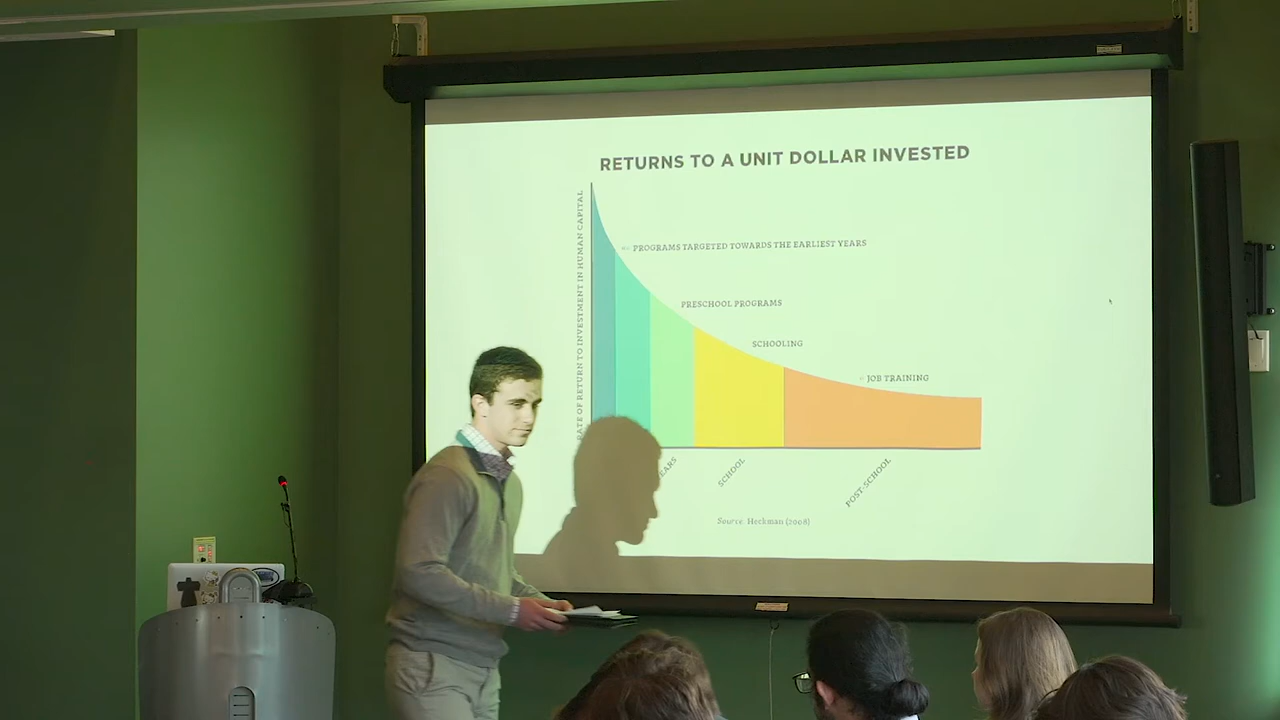 RETURNS TO A UNIT DOLLAR INVESTED
RATE OF RETURN TO INVESTMENT IN HUMAN CAPITAL
PROGRAMS TARGETED TOWARDS THE EARLIEST YEARS
PRESCHOOL PROGRAMS
SCHOOLING
JOB TRAINING
SCHOOL
POST-SCHOOL
Source: Heckman (2008)